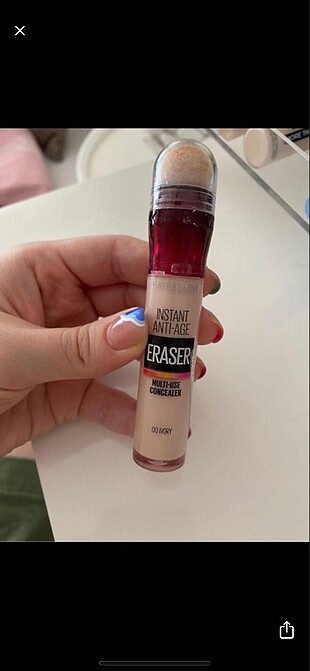 MAYBELLINE
INSTANT
ANTI-AGE
ERASER
MULTI-USE
CONCEALER
00 IVORY